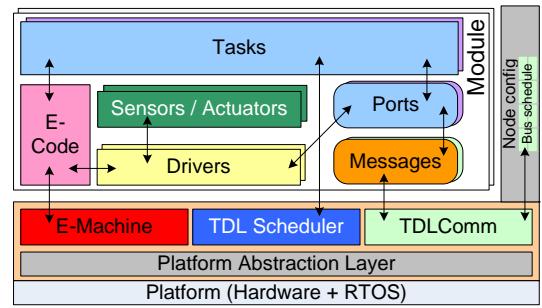 Tasks
Module
Node config
Bus schedule
E-
Code
Sensors / Actuators
Ports
Drivers
Messages
E-Machine
TDL Scheduler
TDLComm
Platform Abstraction Layer
Platform (Hardware + RTOS)